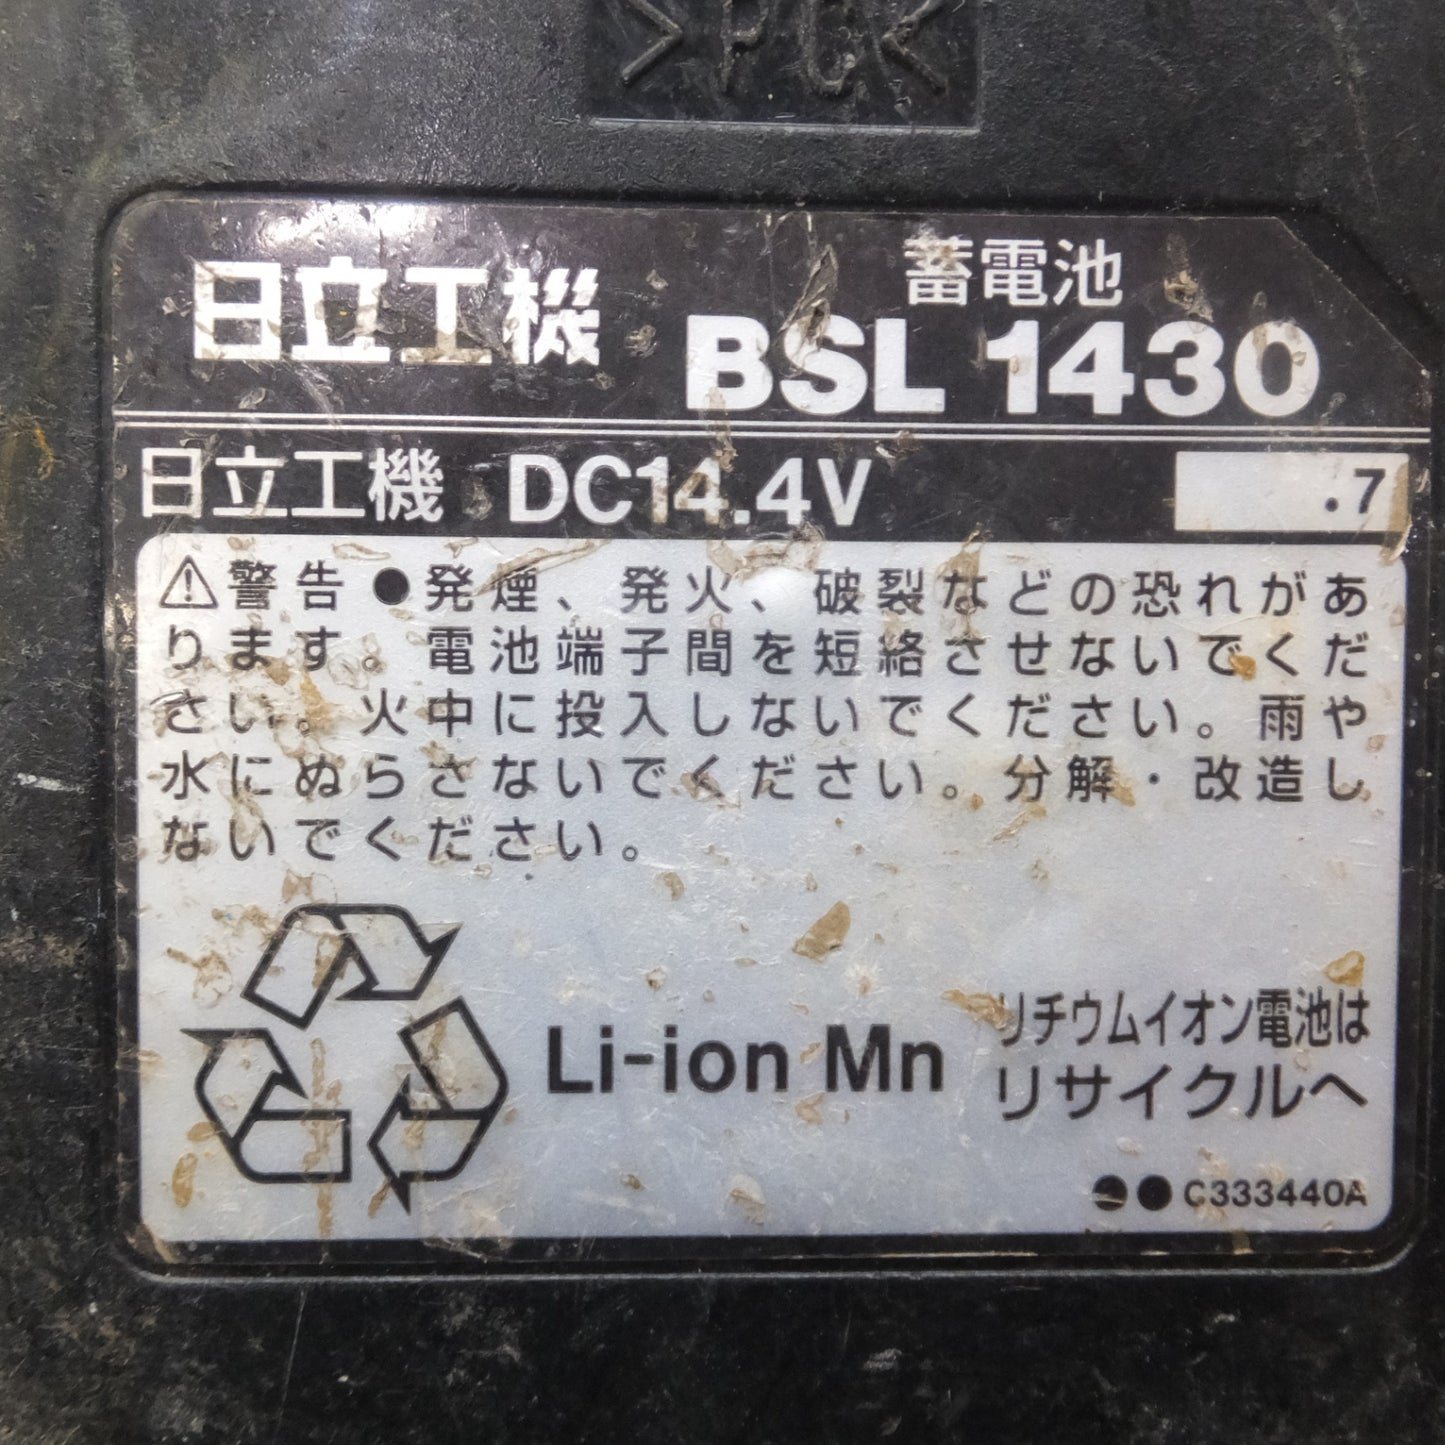 >PC<
日立工機
蓄電池
BSL 1430
日立工機 DC14.4V
.7
⚠警告 ●発煙、発火、破裂などの恐れがあ
ります。電池端子間を短絡させないでくだ
さい。火中に投入しないでください。雨や
水にぬらさないでください。分解・改造し
ないでください。
Li-ion Mn
リチウムイオン電池は
リサイクルへ
●●C333440A